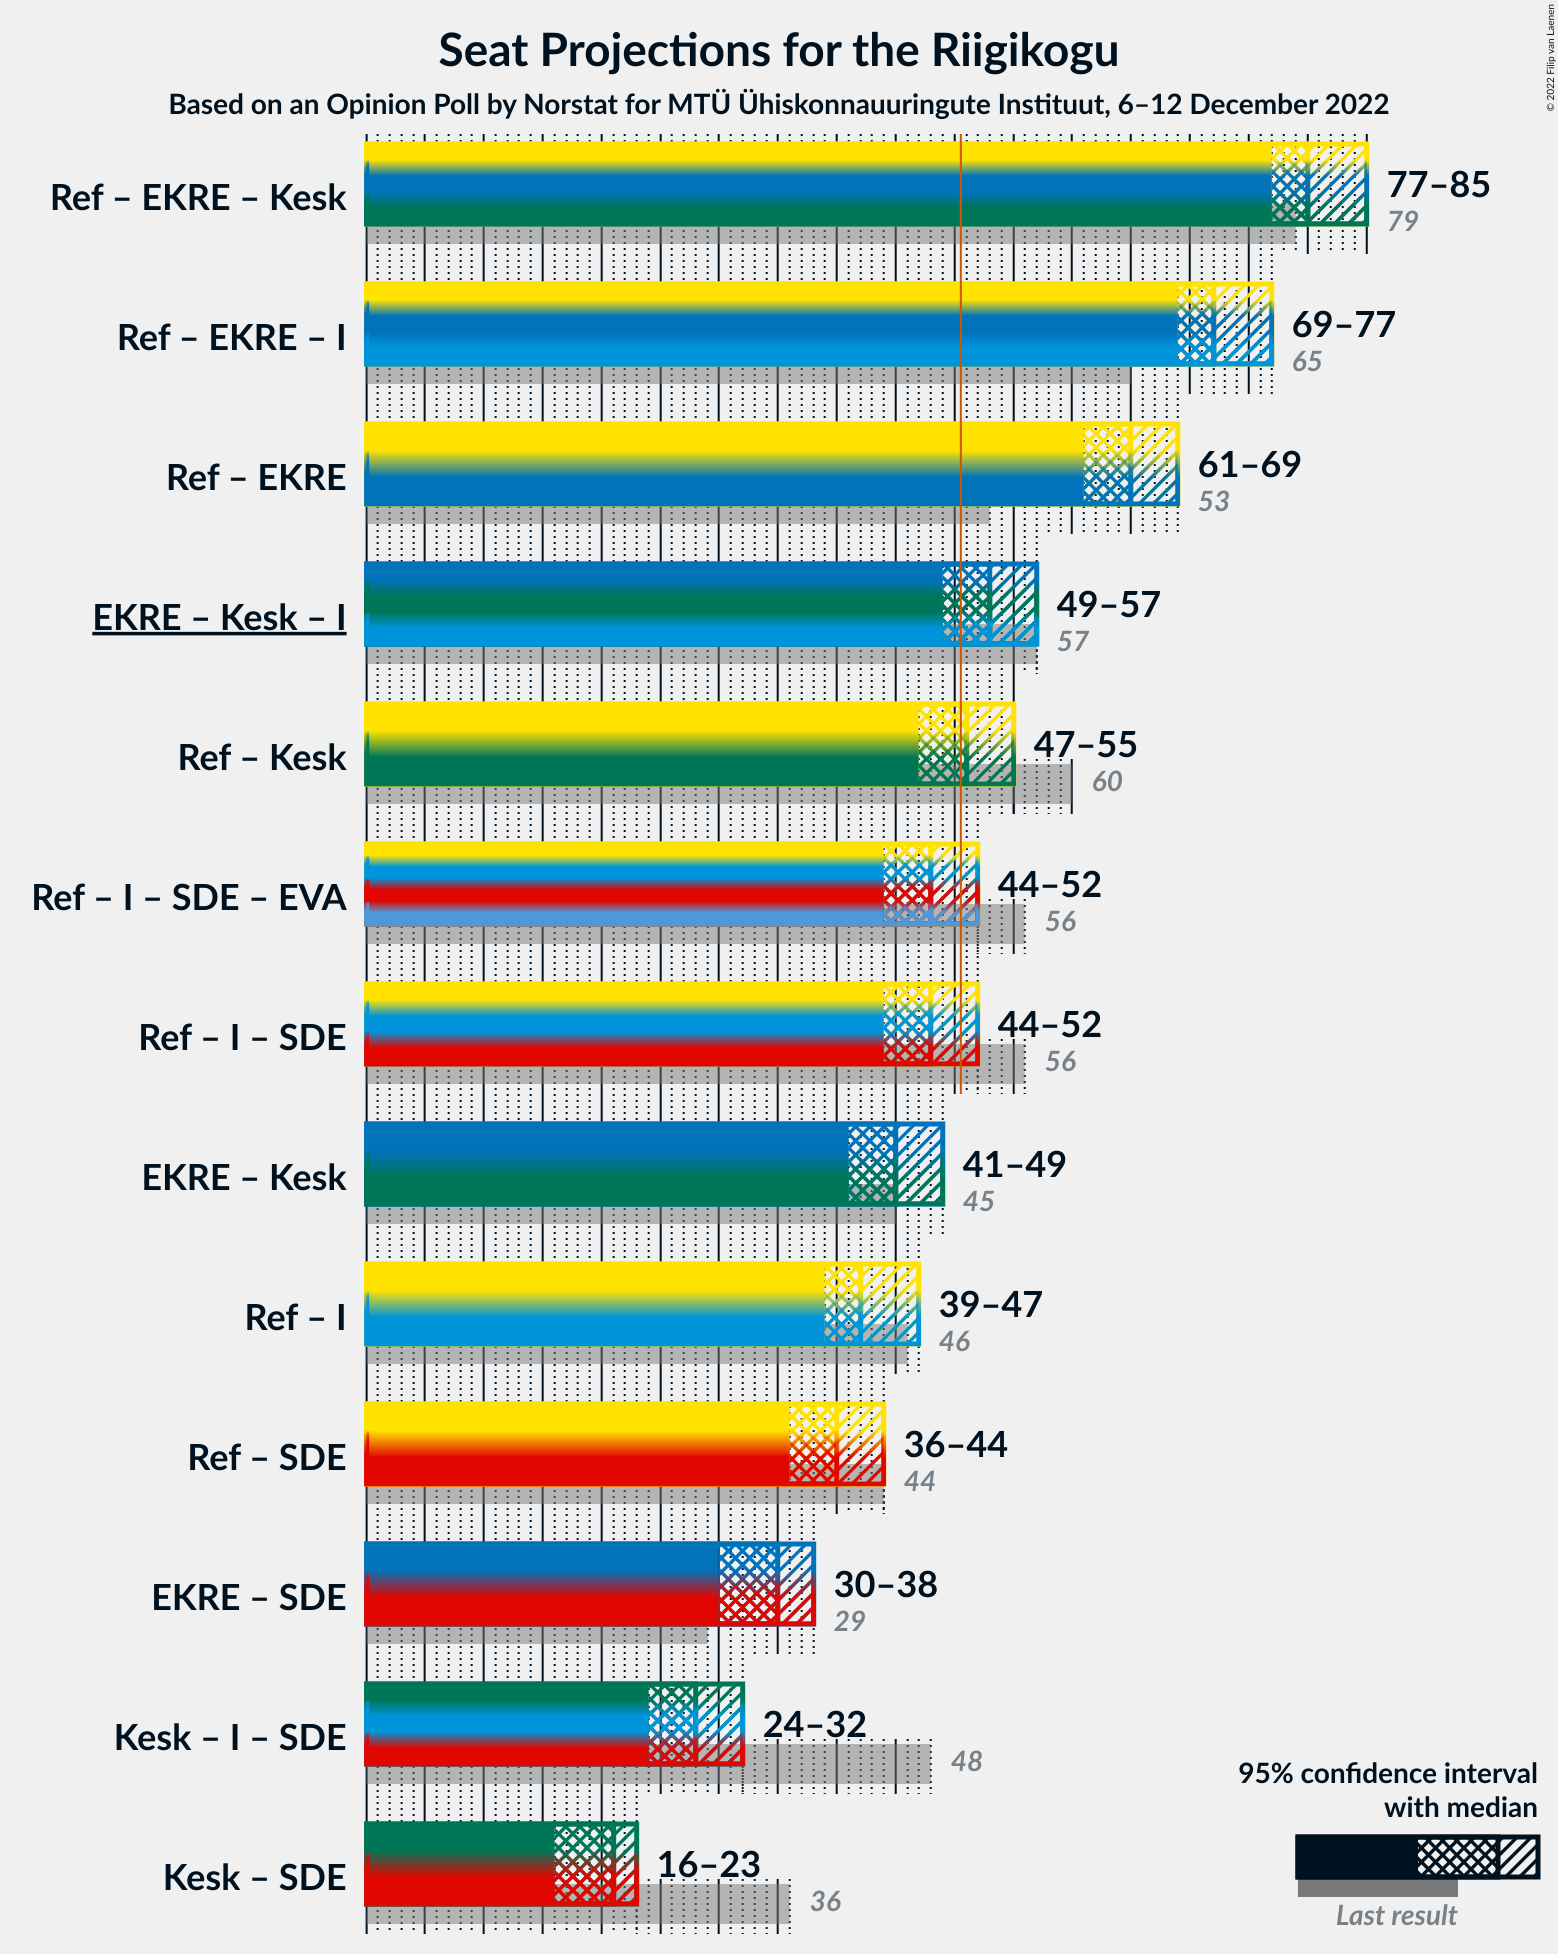 Seat Projections for the Riigikogu
Based on an Opinion Poll by Norstat for MTÜ Ühiskonnauuringute Instituut, 6–12 December 2022
© 2022 Filip van Laenen
Ref – EKRE – Kesk
77–85
79
Ref – EKRE – I
69–77
65
Ref – EKRE
61–69
53
EKRE – Kesk – I
49–57
57
Ref – Kesk
47–55
60
Ref – I – SDE – EVA
44–52
56
Ref – I – SDE
44–52
56
EKRE – Kesk
41–49
45
Ref – I
39–47
46
Ref – SDE
36–44
44
EKRE – SDE
30–38
29
Kesk – I – SDE
24–32
48
Kesk – SDE
16–23
36
95% confidence interval
with median
Last result